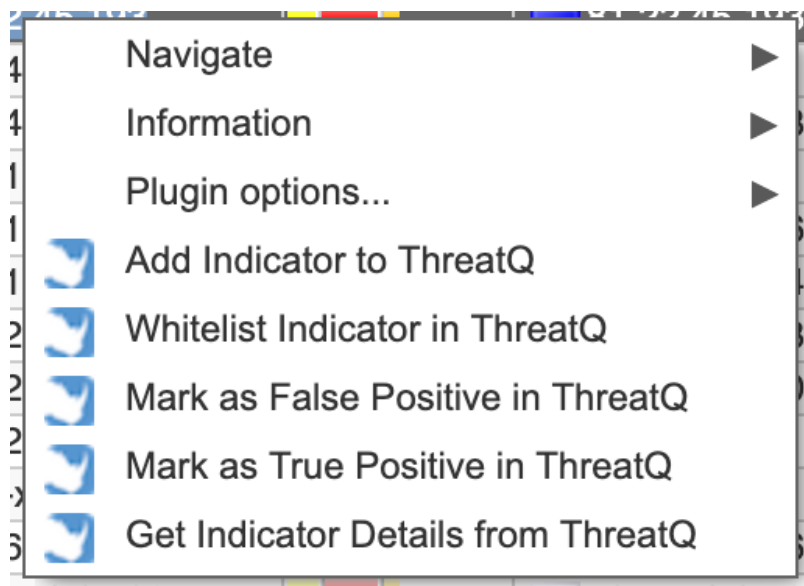 Navigate
Information
Plugin options...
Add Indicator to ThreatQ
Whitelist Indicator in ThreatQ
Mark as False Positive in ThreatQ
Mark as True Positive in ThreatQ
Get Indicator Details from ThreatQ